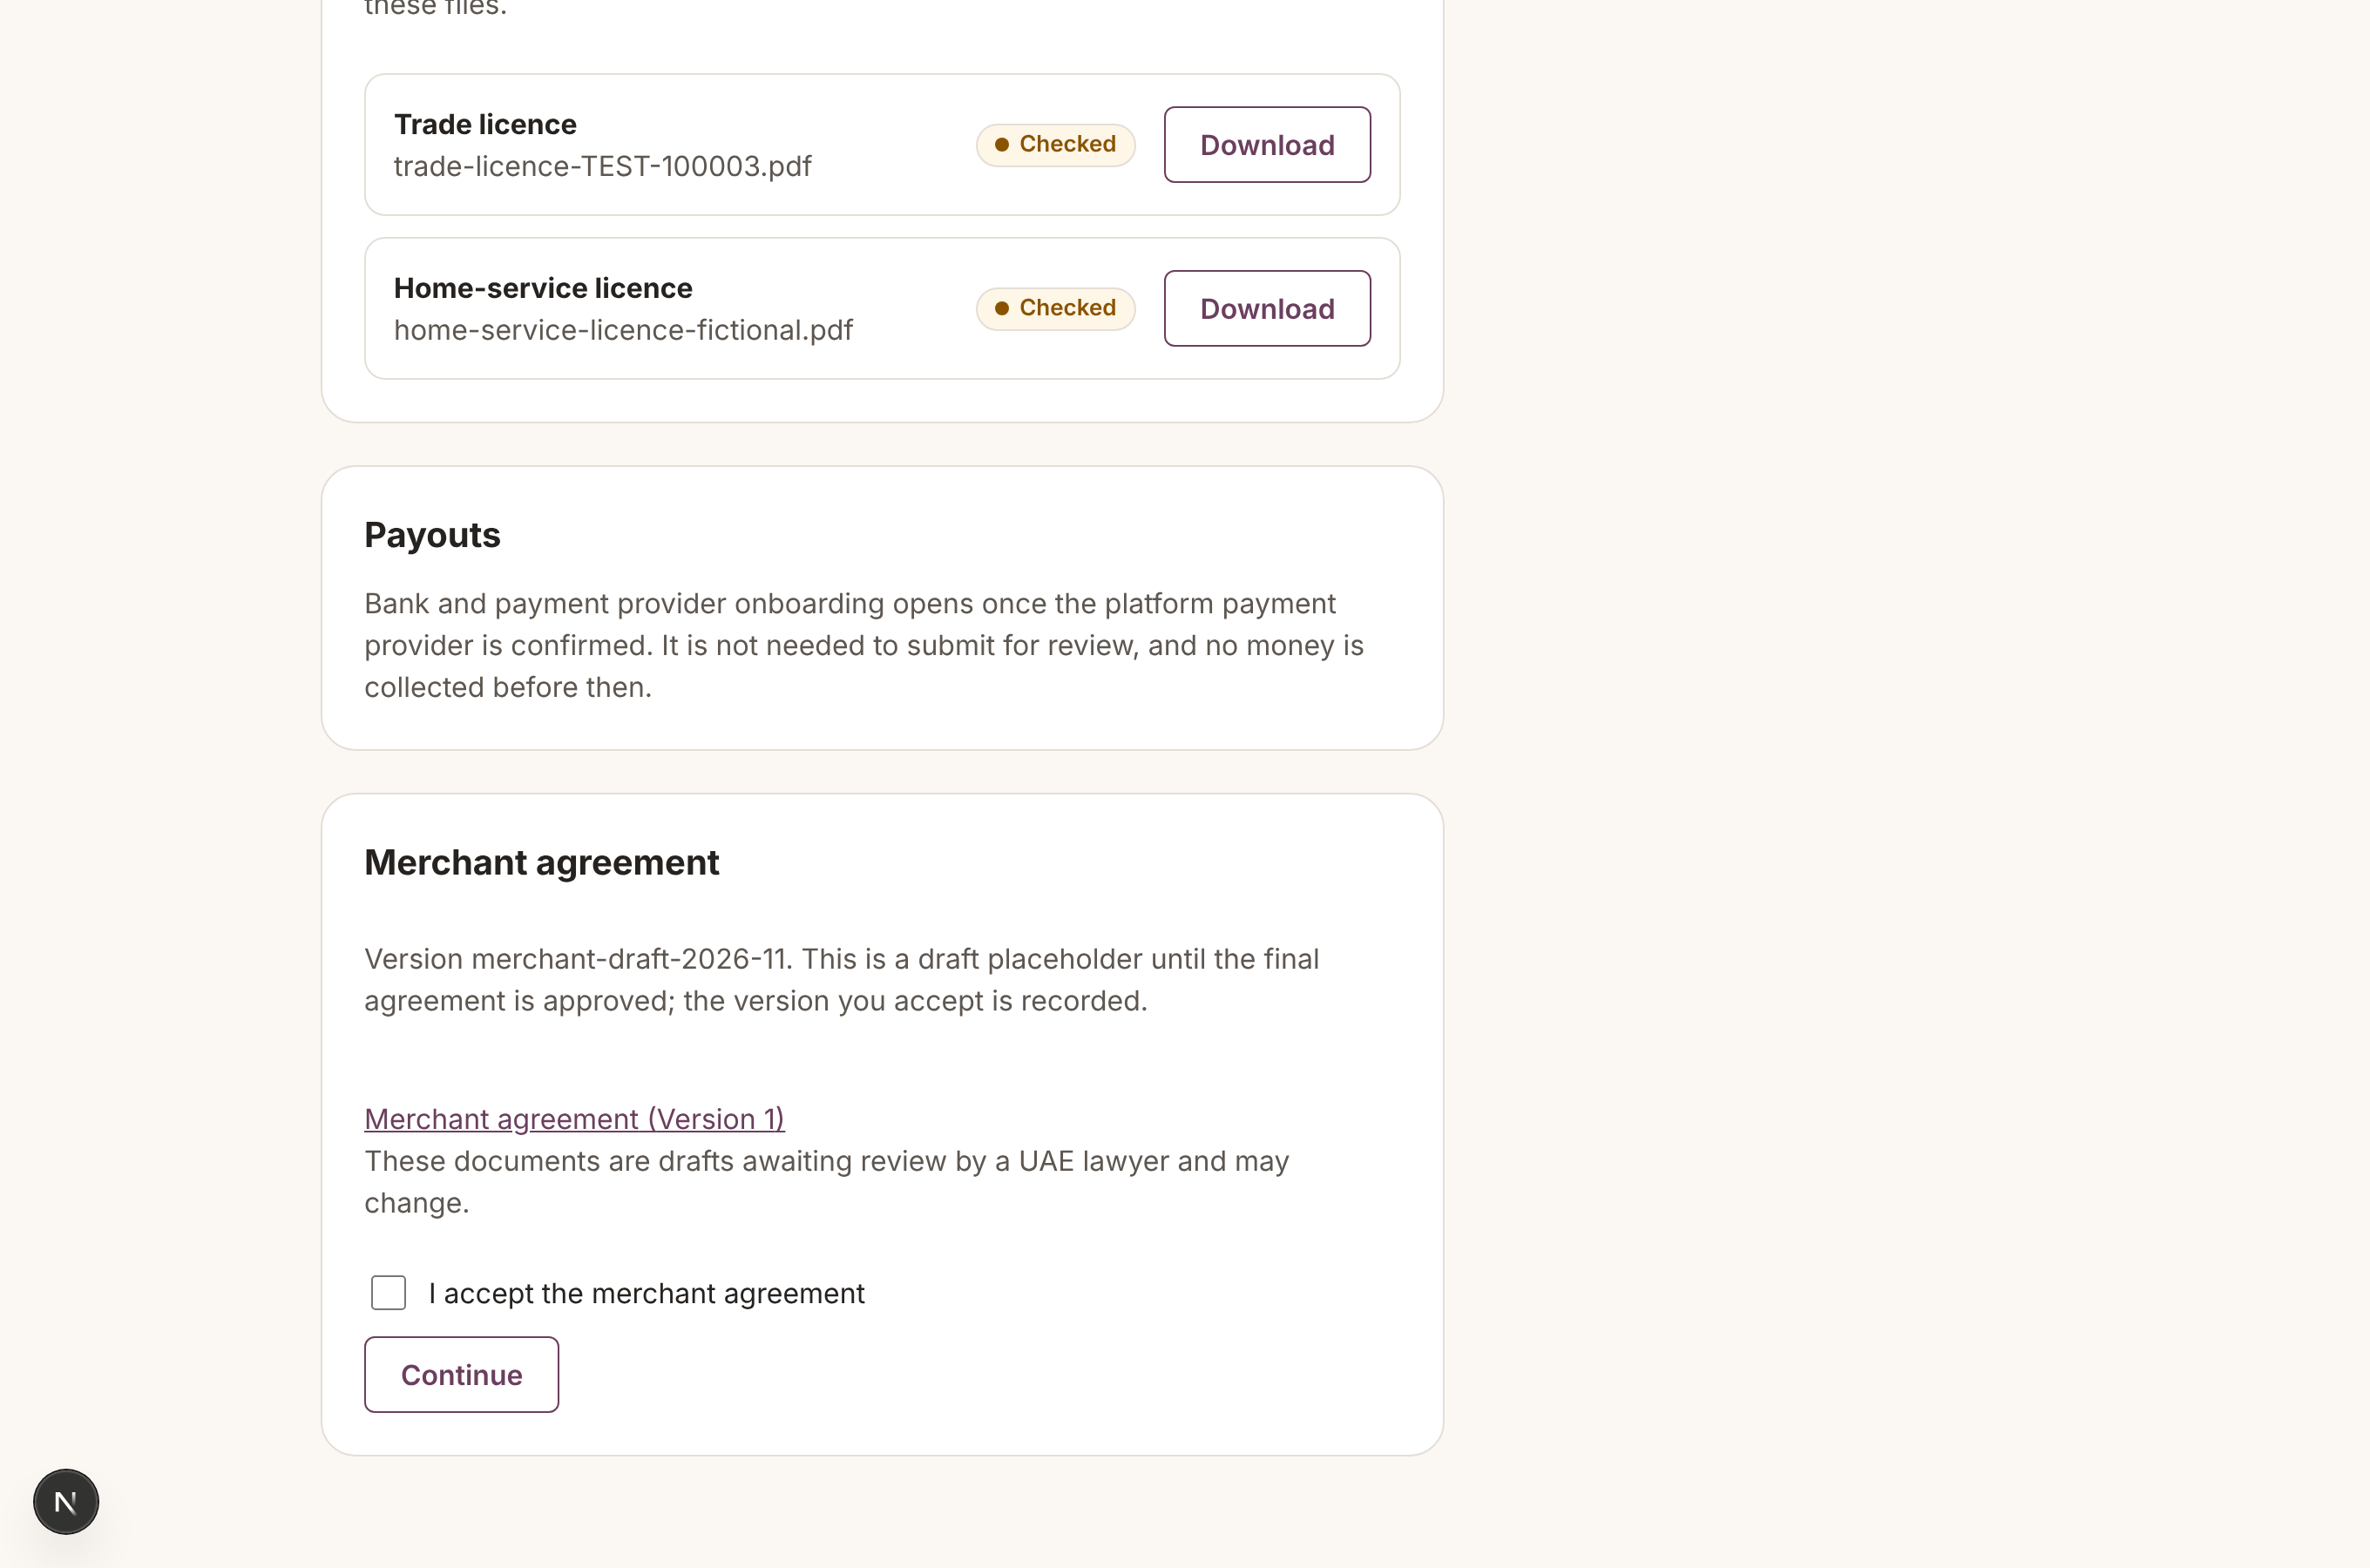 these files.
Trade licence
trade-licence-TEST-100003.pdf
Checked
Download
Home-service licence
home-service-licence-fictional.pdf
Checked
Download
Payouts
Bank and payment provider onboarding opens once the platform payment
provider is confirmed. It is not needed to submit for review, and no money is
collected before then.
Merchant agreement
Version merchant-draft-2026-11. This is a draft placeholder until the final
agreement is approved; the version you accept is recorded.
Merchant agreement (Version 1)
These documents are drafts awaiting review by a UAE lawyer and may
change.
I accept the merchant agreement
Continue
N